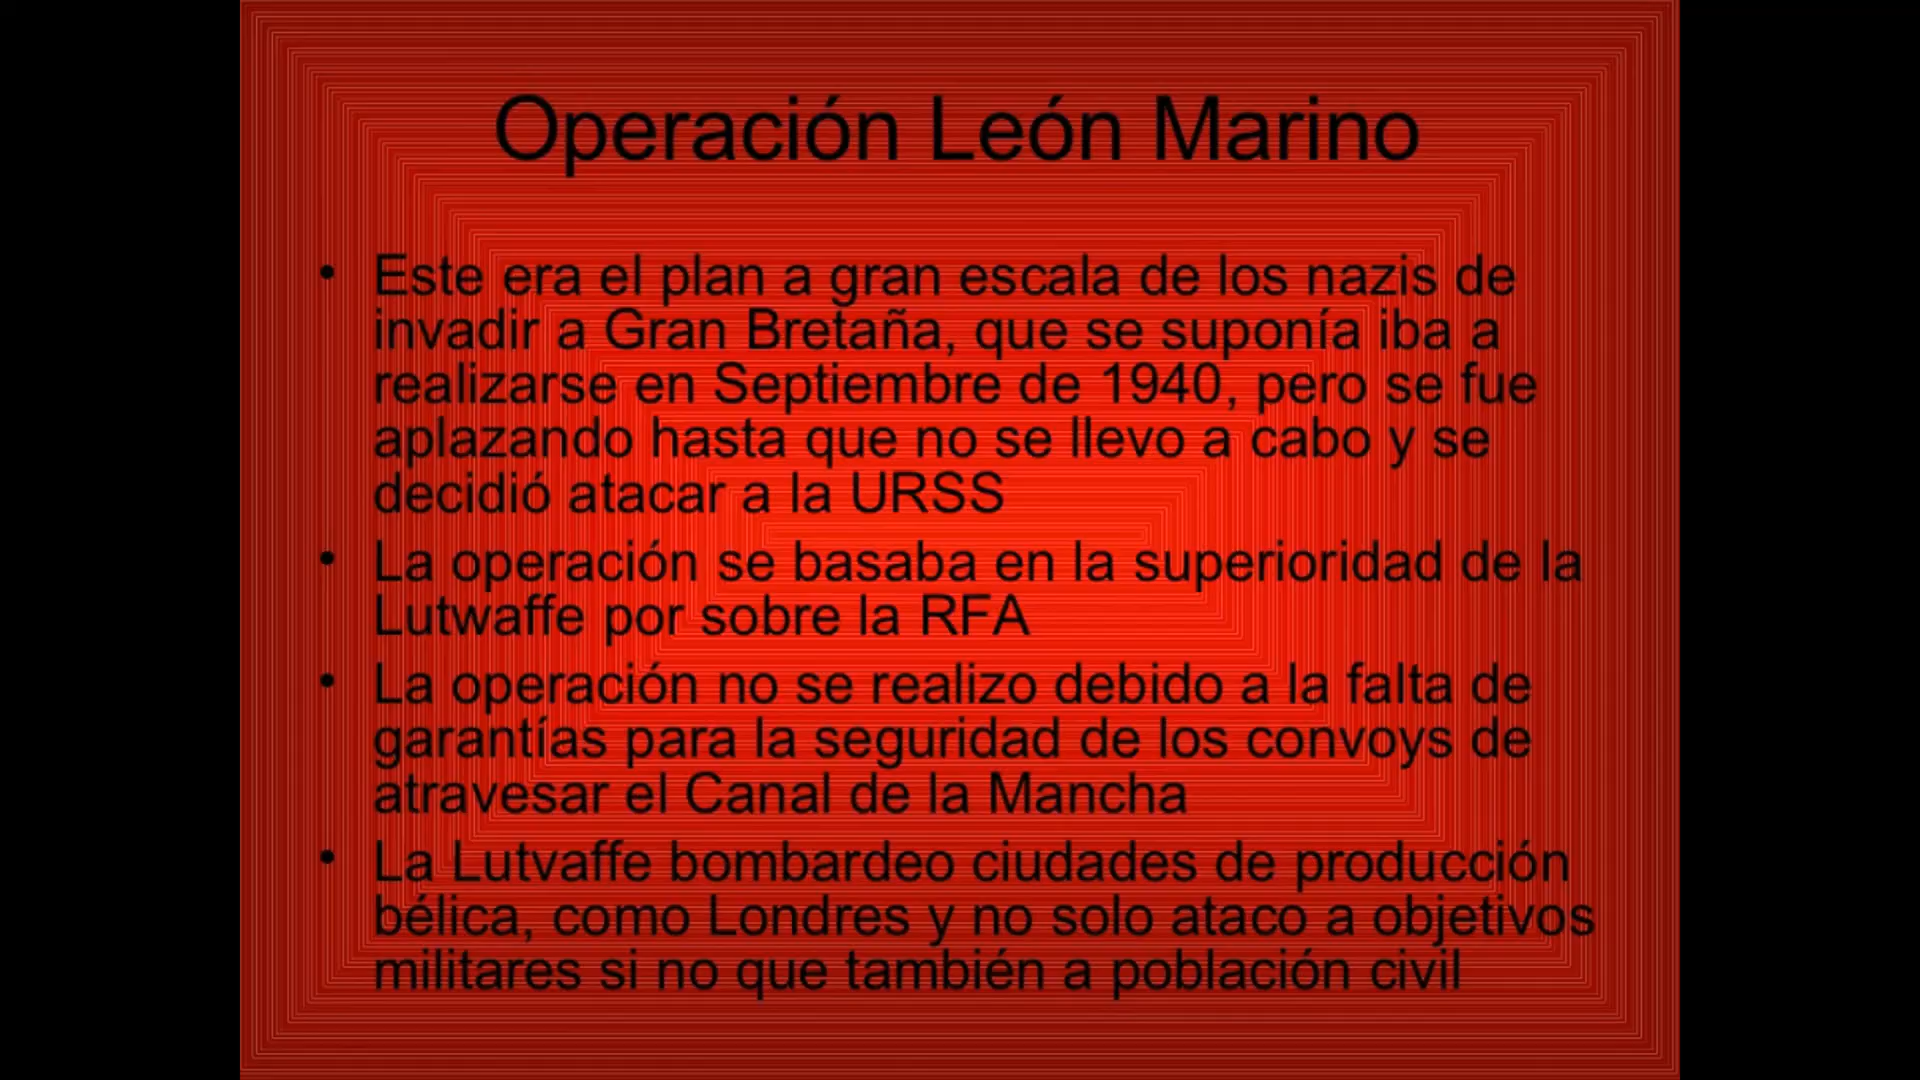 Operación León Marino
• Este era el plan a gran escala de los nazis de
invadir a Gran Bretaña, que se suponía iba a
realizarse en Septiembre de 1940, pero se fue
aplazando hasta que no se llevo a cabo y se
decidió atacar a la URSS
• La operación se basaba en la superioridad de la
Lutwaffe por sobre la RFA
• La operación no se realizo debido a la falta de
garantías para la seguridad de los convoys de
atravesar el Canal de la Mancha
• La Lutvaffe bombardeo ciudades de producción
bélica, como Londres y no solo ataco a objetivos
militares si no que también a población civil